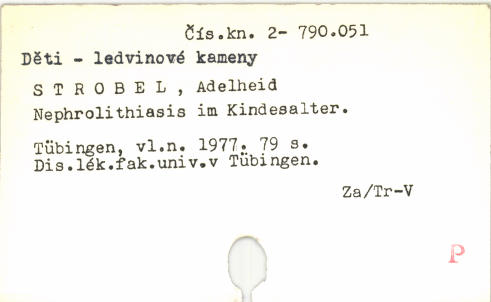 Čís.kn. 2- 790.051
Děti - ledvinové kameny
S T R O B E L , Adelheid
Nephrolithiasis im Kindesalter.
Tübingen, vl.n. 1977. 79 s.
Dis.lék.fak.univ.v Tübingen.
Za/Tr-V
P